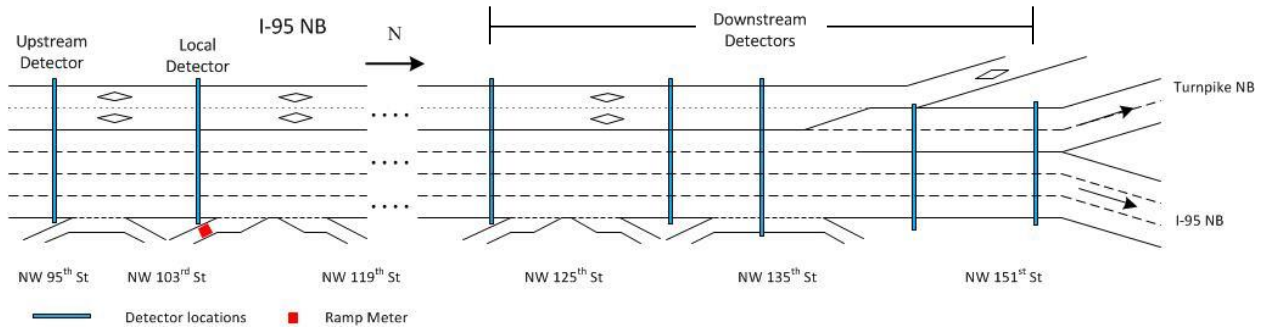 I-95 NB
N
Downstream
Detectors
Upstream
Detector
Local
Detector
Turnpike NB
I-95 NB
NW 95th St
NW 103rd St
NW 119th St
NW 125th St
NW 135th St
NW 151st St
Detector locations
Ramp Meter